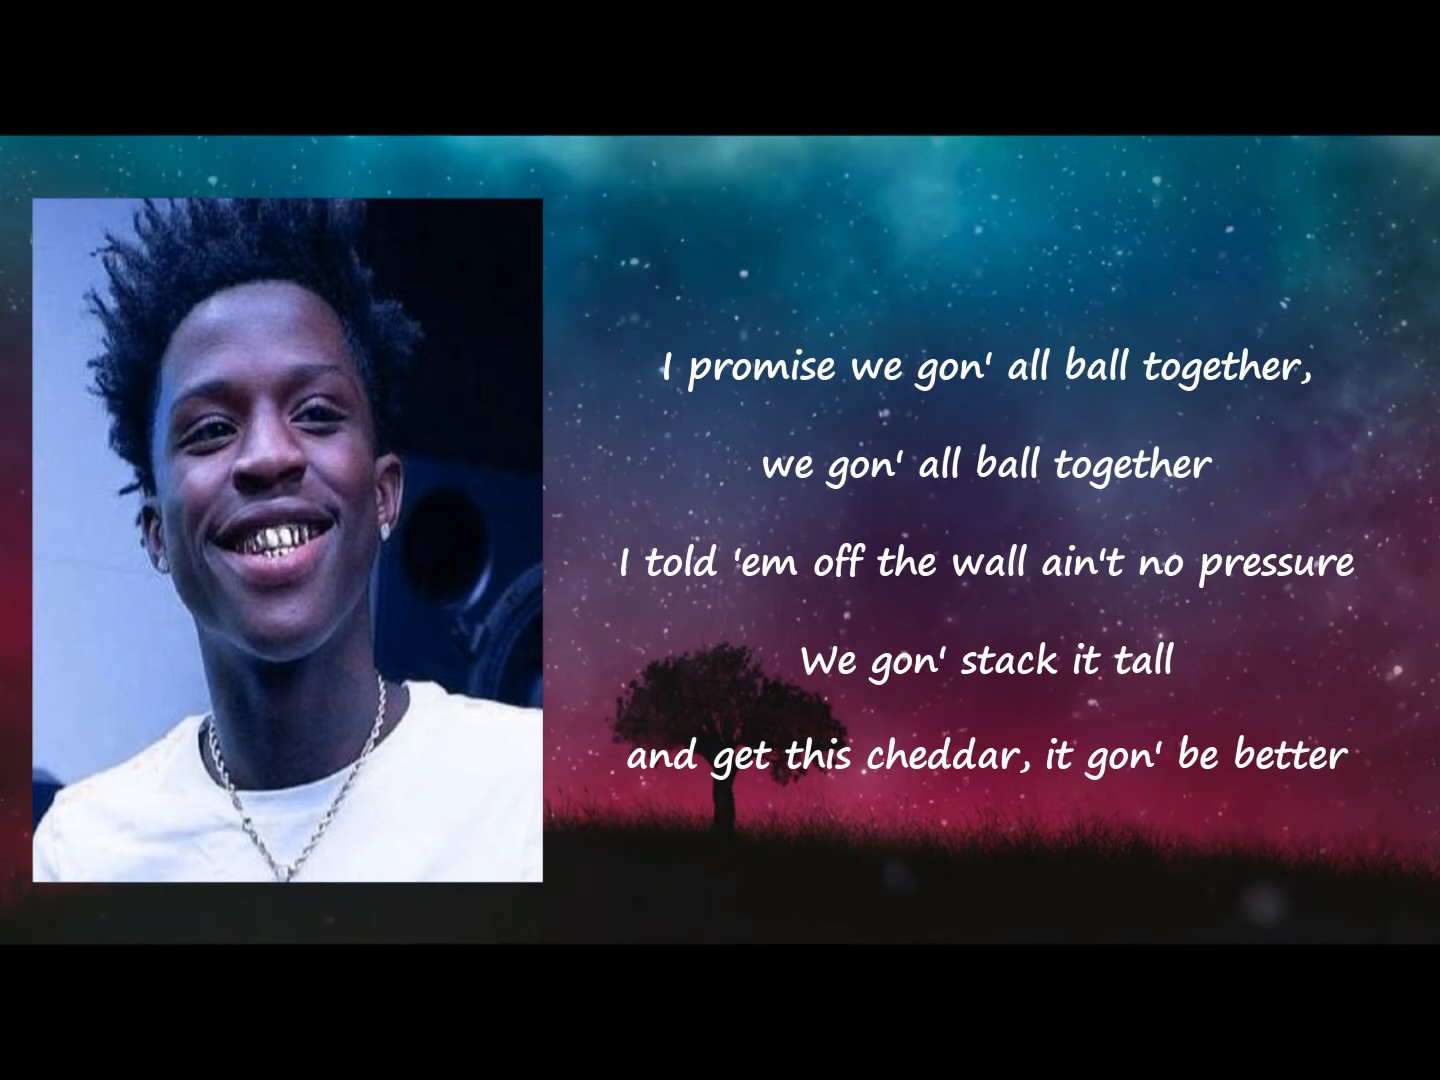 I promise we gon' all ball together,
we gon' all ball together
I told 'em off the wall ain't no pressure
We gon' stack it tall
and get this cheddar, it gon' be better